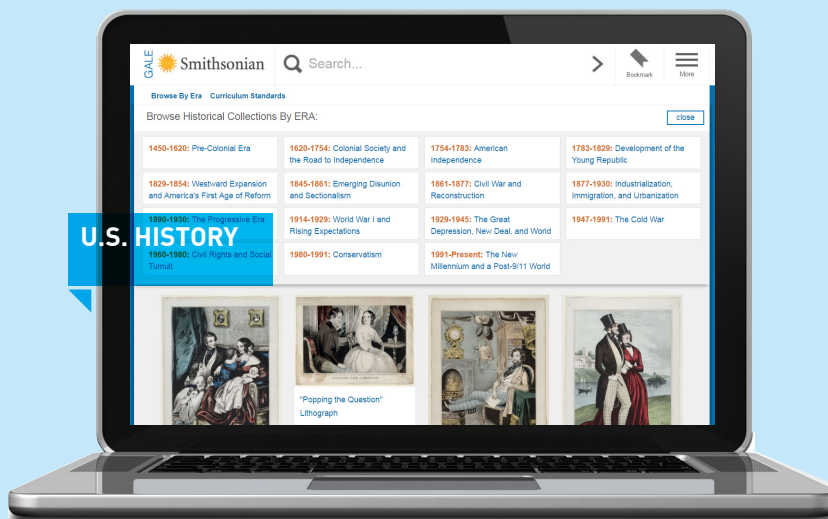 GALE
Smithsonian
Search...
Bookmark
More
Browse By Era Curriculum Standards
Browse Historical Collections By ERA:
close
1450-1620: Pre-Colonial Era
1620-1754: Colonial Society and
the Road to Independence
1754-1783: American
Independence
1783-1829: Development of the
Young Republic
1829-1854: Westward Expansion
and America's First Age of Reform
1845-1861: Emerging Disunion
and Sectionalism
1861-1877: Civil War and
Reconstruction
1877-1930: Industrialization,
Immigration, and Urbanization
1890-1930: The Progressive Era
1914-1929: World War I and
Rising Expectations
1929-1945: The Great
Depression, New Deal, and World
1947-1991: The Cold War
U.S. HISTORY
1960-1980: Civil Rights and Social
Tumult
1980-1991: Conservatism
1991-Present: The New
Millennium and a Post-9/11 World
"Popping the Question"
Lithograph